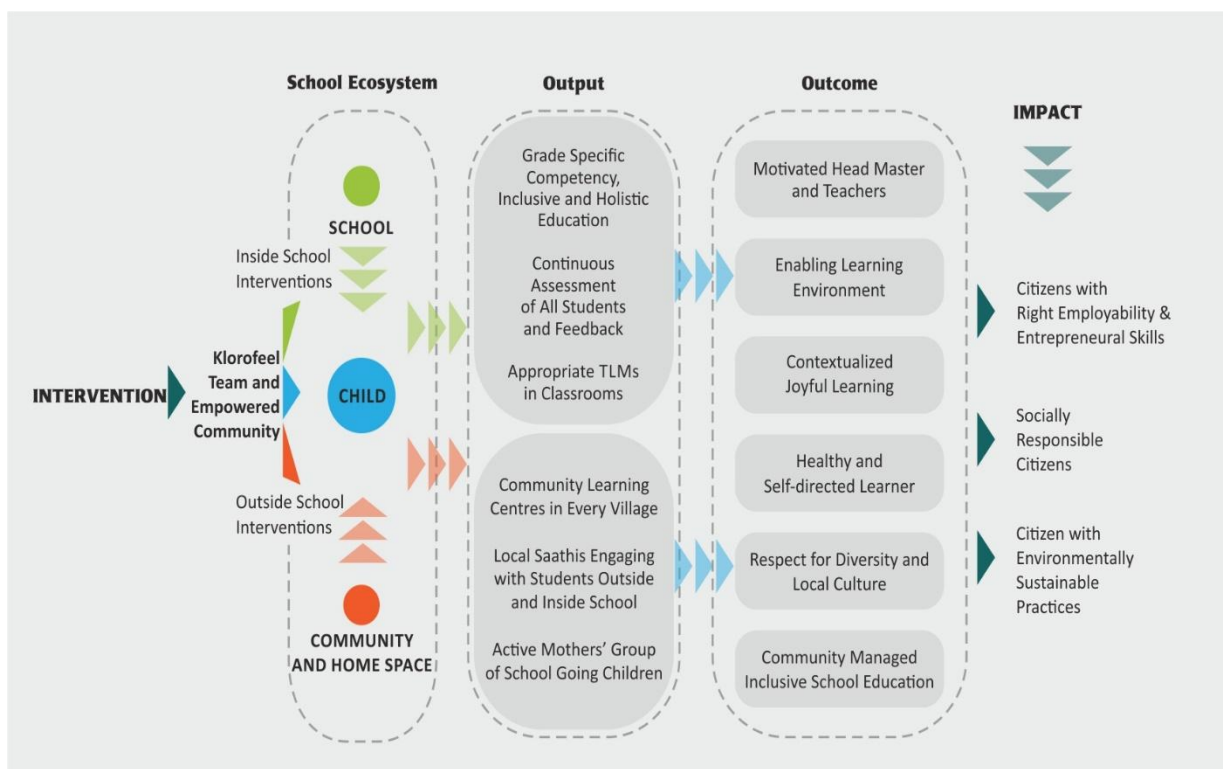 School Ecosystem
Output
Outcome
IMPACT
INTERVENTION
Klorofeel
Team and
Empowered
Community
Inside School
Interventions
Outside School
Interventions
SCHOOL
CHILD
COMMUNITY
AND HOME SPACE
Grade Specific
Competency,
Inclusive and Holistic
Education
Continuous
Assessment
of All Students
and Feedback
Appropriate TLMs
in Classrooms
Community Learning
Centres in Every Village
Local Saathis Engaging
with Students Outside
and Inside School
Active Mothers’ Group
of School Going Children
Motivated Head Master
and Teachers
Enabling Learning
Environment
Contextualized
Joyful Learning
Healthy and
Self-directed Learner
Respect for Diversity and
Local Culture
Community Managed
Inclusive School Education
Citizens with
Right Employability &
Entrepreneural Skills
Socially
Responsible
Citizens
Citizen with
Environmentally
Sustainable
Practices